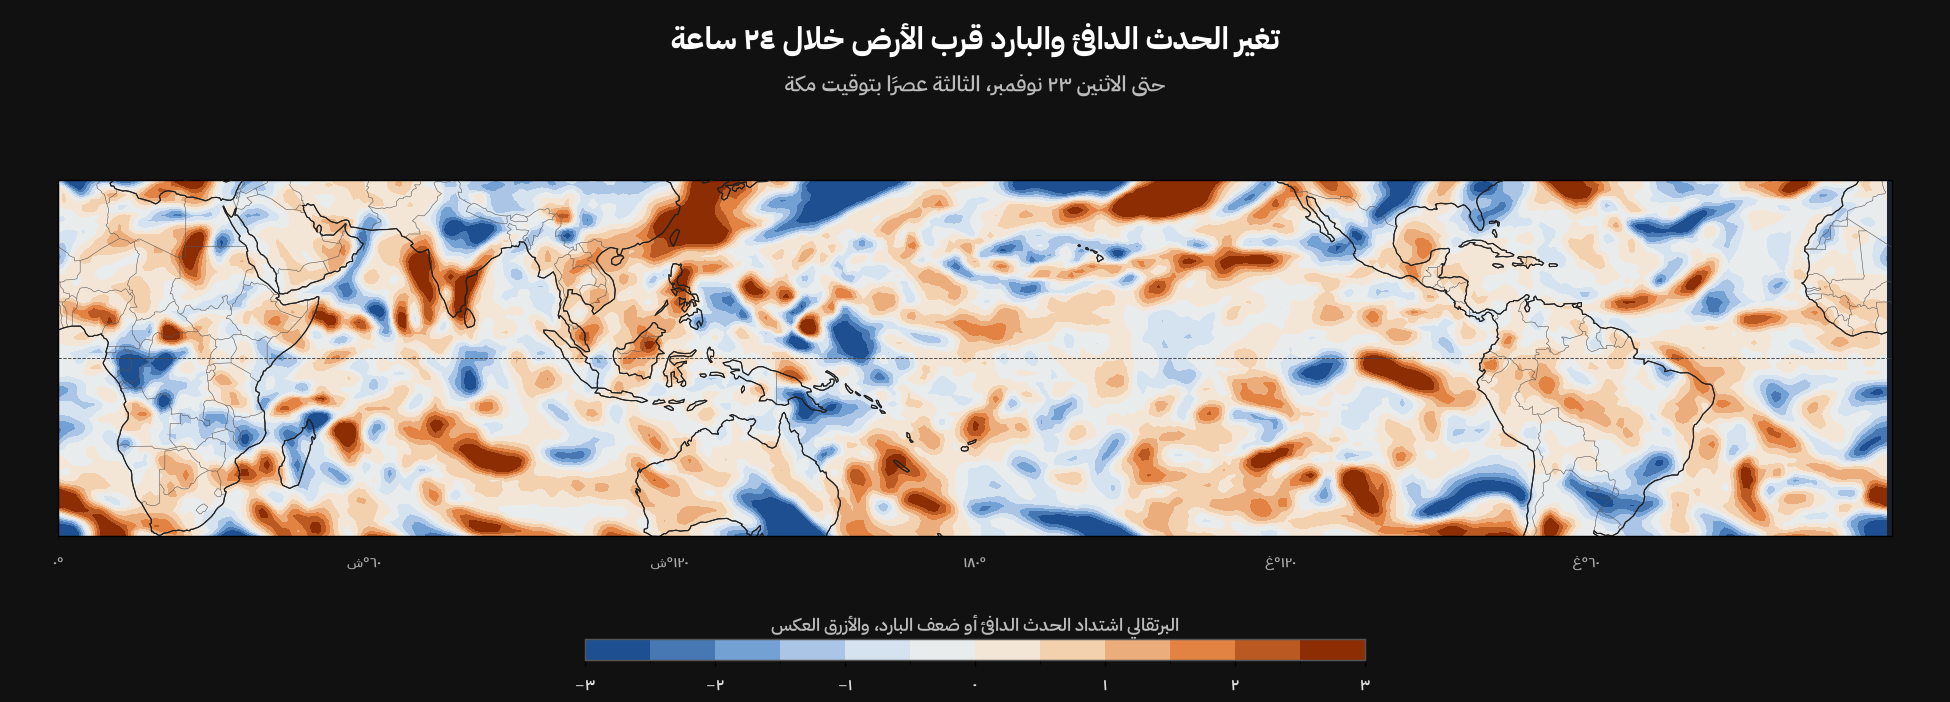 تغير الحدث الدافئ والبارد قرب الأرض خلال ٢٤ ساعة
حتى الاثنين ٢٣ نوفمبر، الثالثة عصرًا بتوقيت مكة
٠°
٦٠°ش
١٢٠°ش
١٨٠°
١٢٠°غ
٦٠°غ
البرتقالي اشتداد الحدث الدافئ أو ضعف البارد، والأزرق العكس
−٣
−٢
−١
٠
١
٢
٣